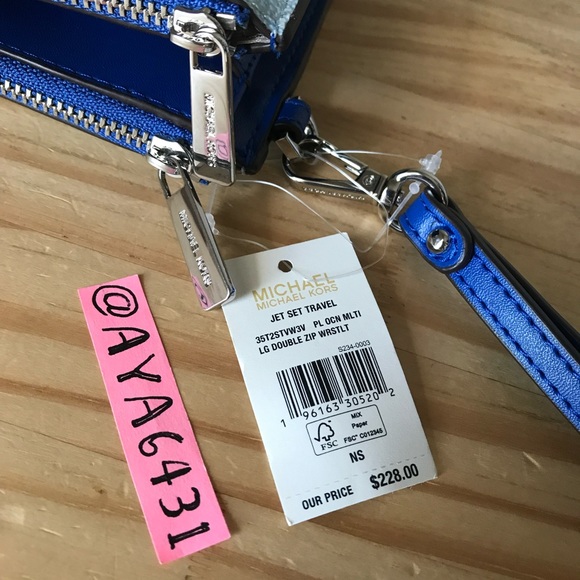 MICHAEL KORS
MICHAEL KORS
@AYA6431
MICHAEL
MICHAEL KORS
JET SET TRAVEL
35T2STVW3V PL OCN MLTI
LG DOUBLE ZIP WRSTLT
S234-0003
1 96163 30520 2
FSC
MIX
Paper
FSC® C012345
NS
OUR PRICE $228.00